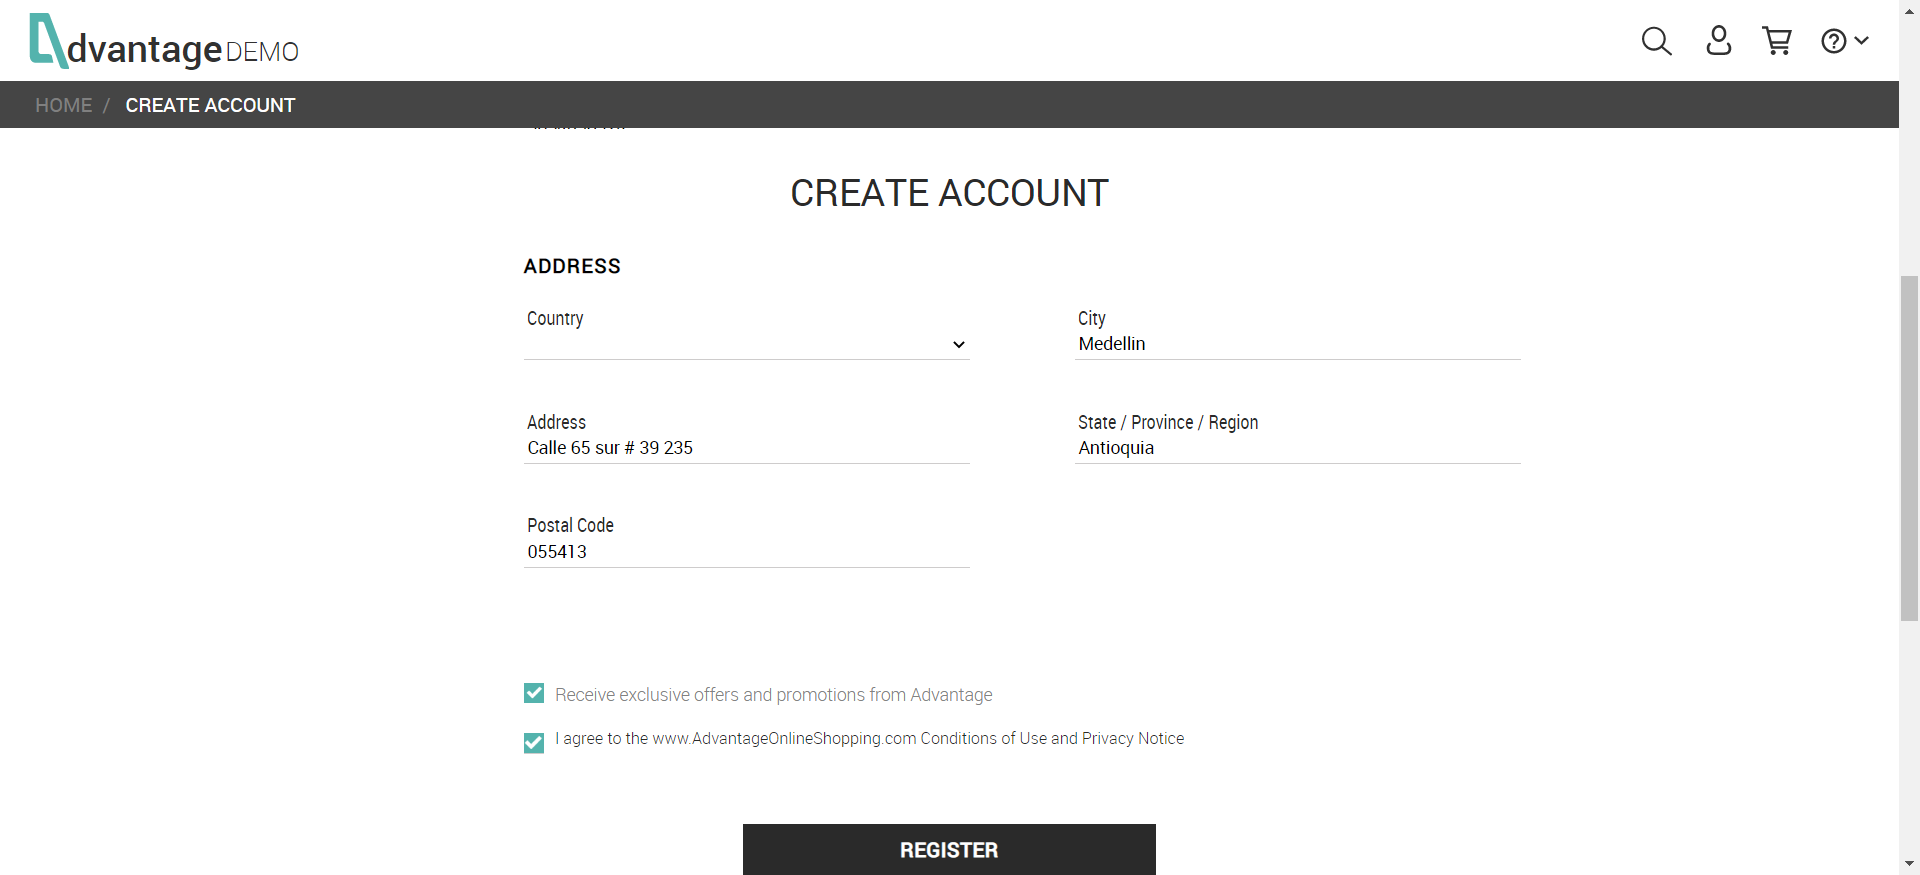 dvantage DEMO
HOME / CREATE ACCOUNT
CREATE ACCOUNT
ADDRESS
Country
City
Medellin
Address
Calle 65 sur # 39 235
State / Province / Region
Antioquia
Postal Code
055413
Receive exclusive offers and promotions from Advantage
I agree to the www.AdvantageOnlineShopping.com Conditions of Use and Privacy Notice
REGISTER